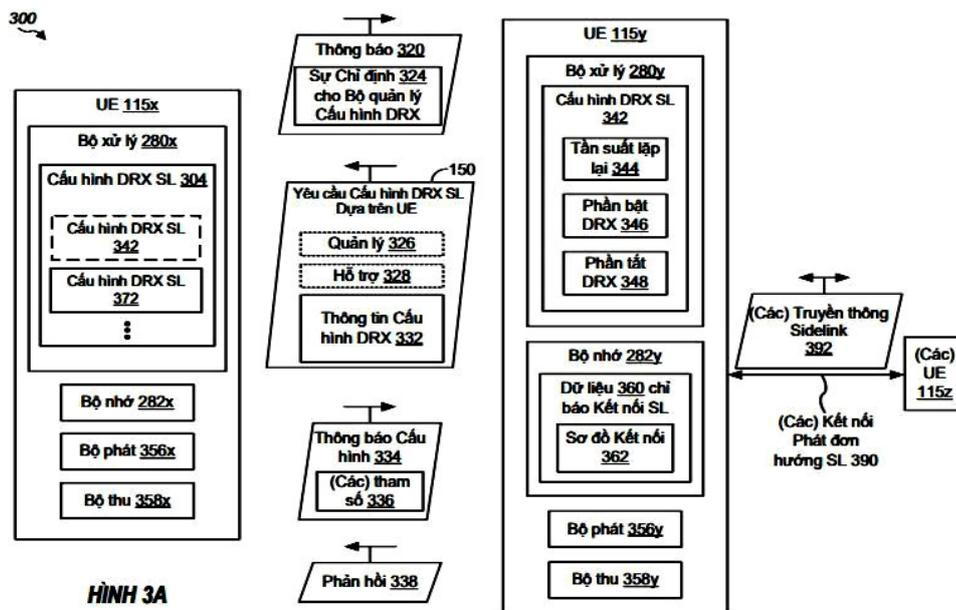 300
UE 115x
Bộ xử lý 280x
Cấu hình DRX SL 304
Cấu hình DRX SL
342
Cấu hình DRX SL
372
Bộ nhớ 282x
Bộ phát 356x
Bộ thu 358x
HÌNH 3A
Thông báo 320
Sự Chỉ định 324
cho Bộ quản lý
Cấu hình DRX
150
Yêu cầu Cấu hình DRX SL
Dựa trên UE
Quản lý 326
Hỗ trợ 328
Thông tin Cấu
hình DRX 332
Thông báo Cấu
hình 334
(Các) tham
số 336
Phản hồi 338
UE 115y
Bộ xử lý 280y
Cấu hình DRX SL
342
Tần suất lặp
lại 344
Phần bật
DRX 346
Phần tắt
DRX 348
Bộ nhớ 282y
Dữ liệu 360 chỉ
báo Kết nối SL
Sơ đồ Kết nối
362
Bộ phát 356y
Bộ thu 358y
(Các) Truyền thông
Sidelink
392
(Các) Kết nối
Phát đơn
hướng SL 390
(Các)
UE
115z